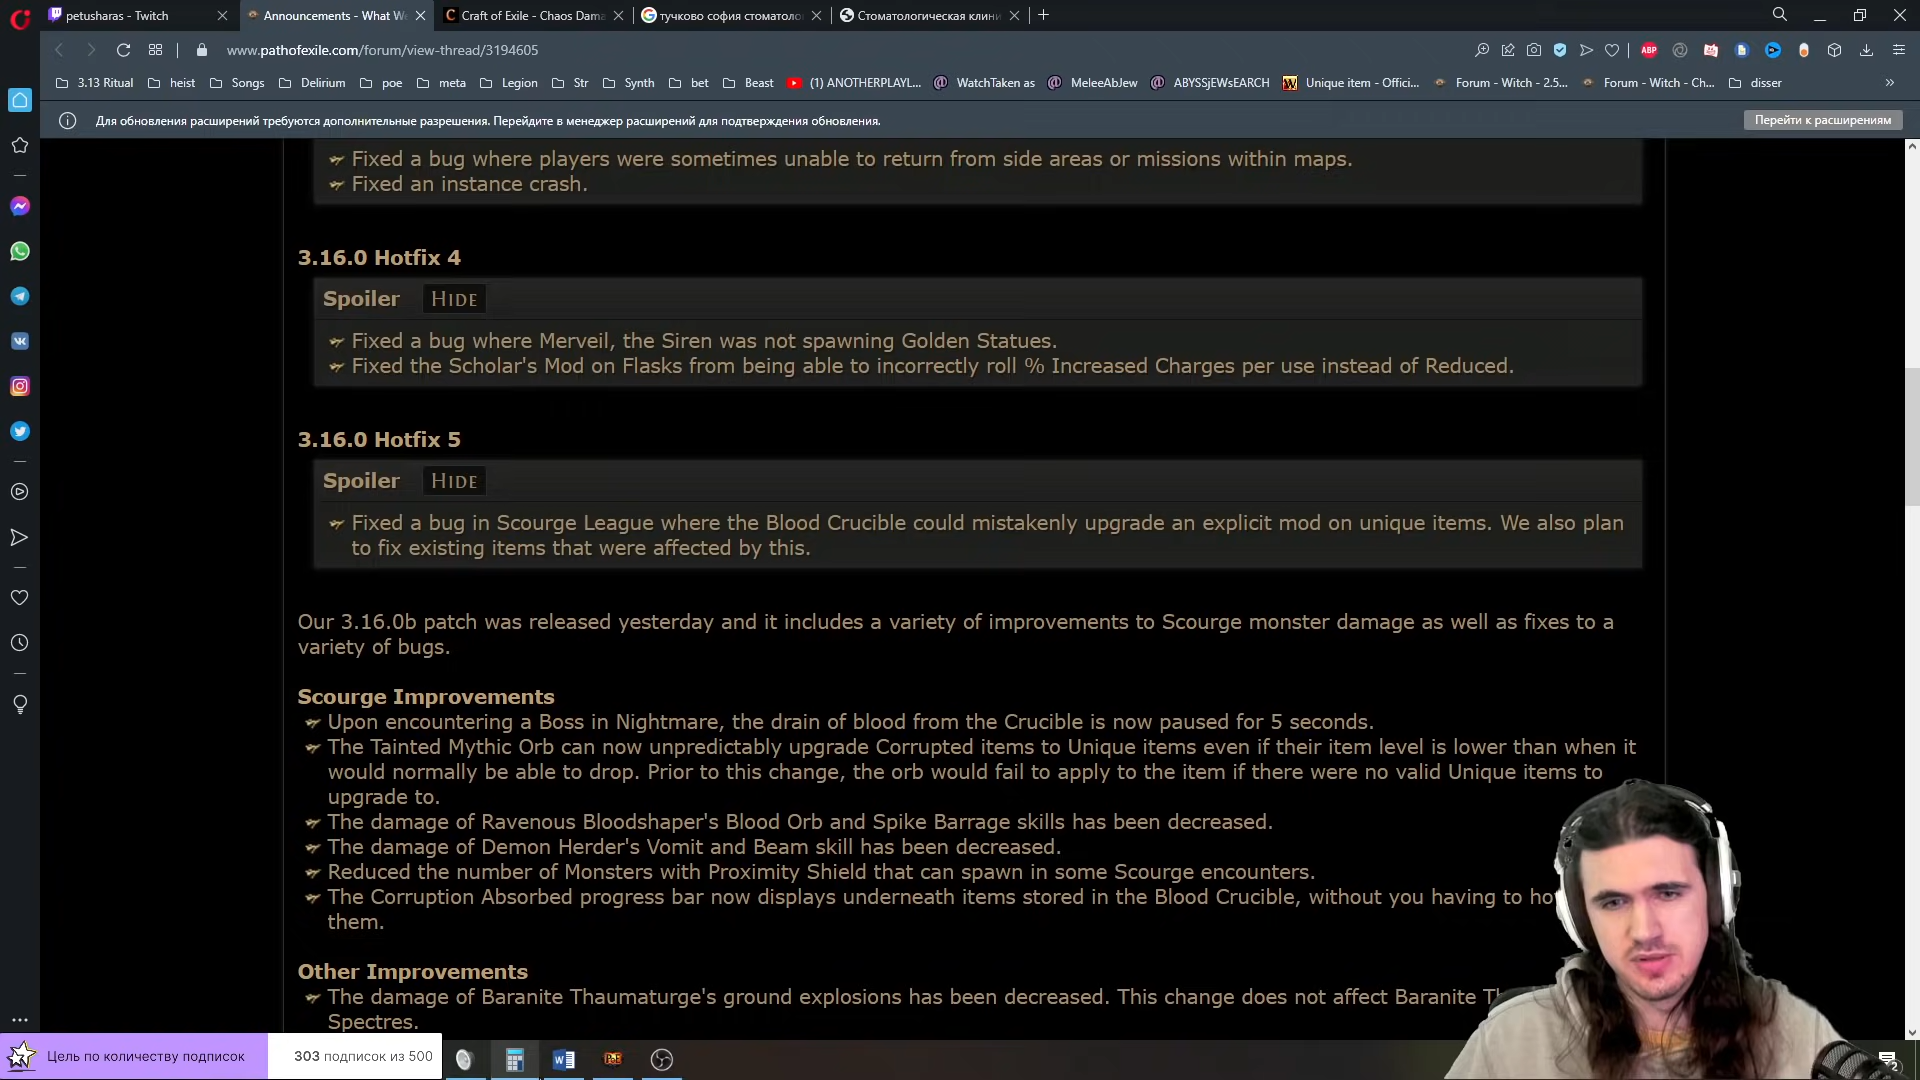 petusharas - Twitch
Announcements - What W
Craft of Exile - Chaos Dama
тучково софия стоматоло
Стоматологическая клини
www.pathofexile.com/forum/view-thread/3194605
ABP
3.13 Ritual heist Songs Delirium poe meta Legion Str Synth bet Beast (1) ANOTHERPLAYL... WatchTaken as MeleeAbJew ABYSSjEWsEARCH Unique item - Offici... Forum - Witch - 2.5... Forum - Witch - Ch... disser »
Для обновления расширений требуются дополнительные разрешения. Перейдите в менеджер расширений для подтверждения обновления.
Перейти к расширениям
Fixed a bug where players were sometimes unable to return from side areas or missions within maps.
Fixed an instance crash.
3.16.0 Hotfix 4
Spoiler HIDE
Fixed a bug where Merveil, the Siren was not spawning Golden Statues.
Fixed the Scholar's Mod on Flasks from being able to incorrectly roll % Increased Charges per use instead of Reduced.
3.16.0 Hotfix 5
Spoiler HIDE
Fixed a bug in Scourge League where the Blood Crucible could mistakenly upgrade an explicit mod on unique items. We also plan
to fix existing items that were affected by this.
Our 3.16.0b patch was released yesterday and it includes a variety of improvements to Scourge monster damage as well as fixes to a
variety of bugs.
Scourge Improvements
Upon encountering a Boss in Nightmare, the drain of blood from the Crucible is now paused for 5 seconds.
The Tainted Mythic Orb can now unpredictably upgrade Corrupted items to Unique items even if their item level is lower than when it
would normally be able to drop. Prior to this change, the orb would fail to apply to the item if there were no valid Unique items to
upgrade to.
The damage of Ravenous Bloodshaper's Blood Orb and Spike Barrage skills has been decreased.
The damage of Demon Herder's Vomit and Beam skill has been decreased.
Reduced the number of Monsters with Proximity Shield that can spawn in some Scourge encounters.
The Corruption Absorbed progress bar now displays underneath items stored in the Blood Crucible, without you having to ho
them.
Other Improvements
The damage of Baranite Thaumaturge's ground explosions has been decreased. This change does not affect Baranite Th
Spectres.
Цель по количеству подписок
303 подписок из 500
2